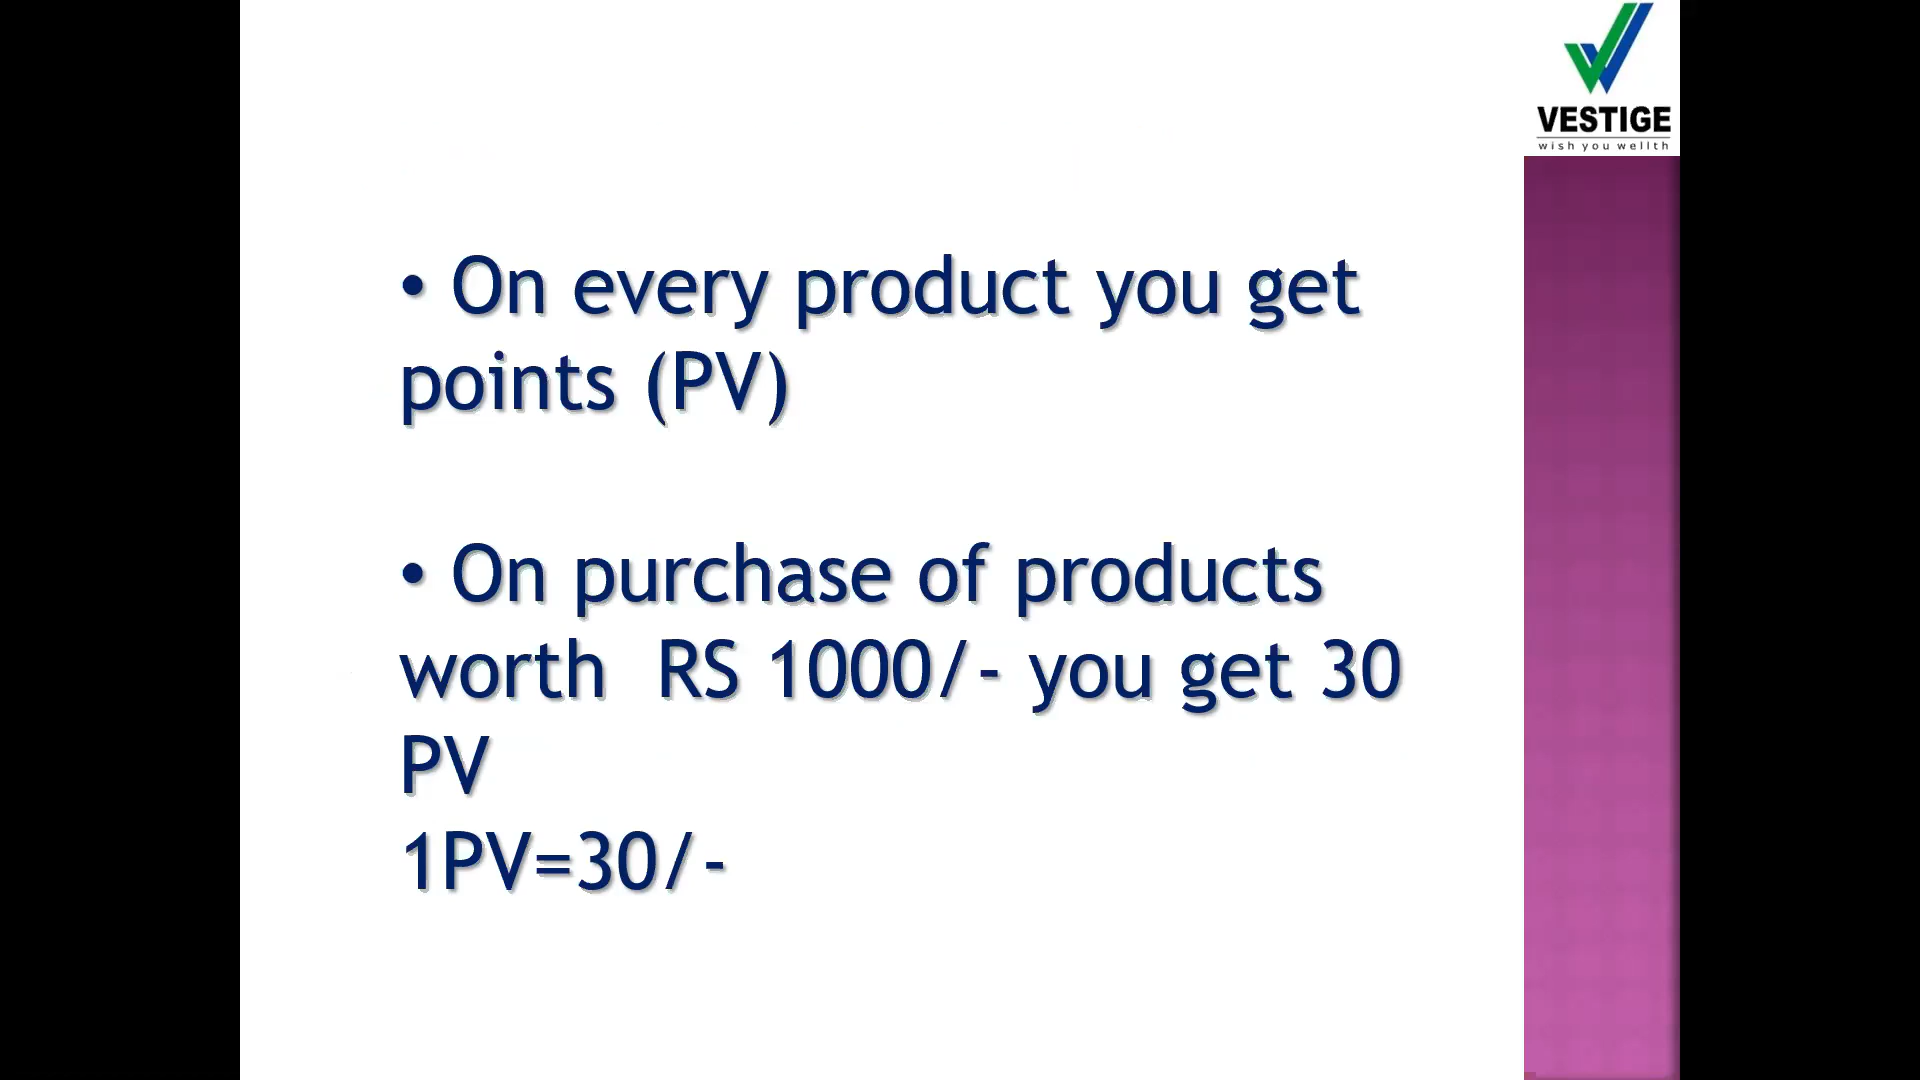 VESTIGE
wish you wellth
• On every product you get
points (PV)
• On purchase of products
worth RS 1000/- you get 30
PV
1PV=30/-